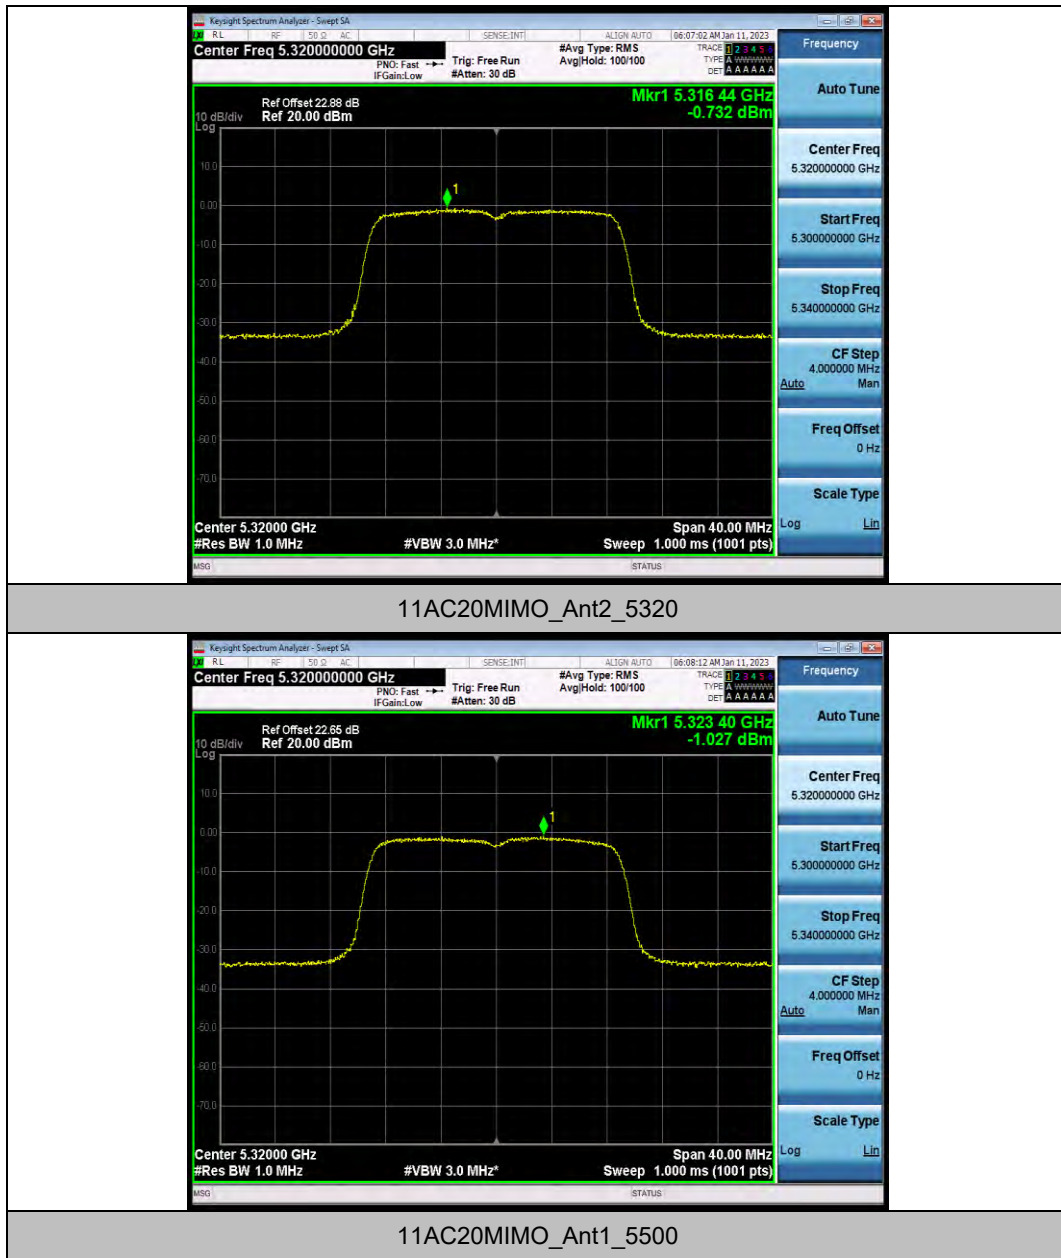 Keysight Spectrum Analyzer - Swept SA
RL RF 50 Ω AC SENSE:INT ALIGN AUTO 06:07:02 AM Jan 11, 2023
Center Freq 5.320000000 GHz
PNO: Fast
IFGain:Low
Trig: Free Run
#Atten: 30 dB
#Avg Type: RMS
Avg|Hold: 100/100
TRACE 1 2 3 4 5 6
TYPE A WWWWW
DET A A A A A A
Frequency
Mkr1 5.316 44 GHz
-0.732 dBm
Ref Offset 22.88 dB
Ref 20.00 dBm
10 dB/div
Log
10.0
0.00
-10.0
-20.0
-30.0
-40.0
-50.0
-60.0
-70.0
1
Center 5.32000 GHz
Span 40.00 MHz
#Res BW 1.0 MHz
#VBW 3.0 MHz*
Sweep 1.000 ms (1001 pts)
MSG
STATUS
Auto Tune
Center Freq
5.320000000 GHz
Start Freq
5.300000000 GHz
Stop Freq
5.340000000 GHz
CF Step
4.000000 MHz
Auto Man
Freq Offset
0 Hz
Scale Type
Log Lin
11AC20MIMO_Ant2_5320
Keysight Spectrum Analyzer - Swept SA
RL RF 50 Ω AC SENSE:INT ALIGN AUTO 06:08:12 AM Jan 11, 2023
Center Freq 5.320000000 GHz
PNO: Fast
IFGain:Low
Trig: Free Run
#Atten: 30 dB
#Avg Type: RMS
Avg|Hold: 100/100
TRACE 1 2 3 4 5 6
TYPE A WWWWW
DET A A A A A A
Frequency
Mkr1 5.323 40 GHz
-1.027 dBm
Ref Offset 22.65 dB
Ref 20.00 dBm
10 dB/div
Log
10.0
0.00
-10.0
-20.0
-30.0
-40.0
-50.0
-60.0
-70.0
1
Center 5.32000 GHz
Span 40.00 MHz
#Res BW 1.0 MHz
#VBW 3.0 MHz*
Sweep 1.000 ms (1001 pts)
MSG
STATUS
Auto Tune
Center Freq
5.320000000 GHz
Start Freq
5.300000000 GHz
Stop Freq
5.340000000 GHz
CF Step
4.000000 MHz
Auto Man
Freq Offset
0 Hz
Scale Type
Log Lin
11AC20MIMO_Ant1_5500